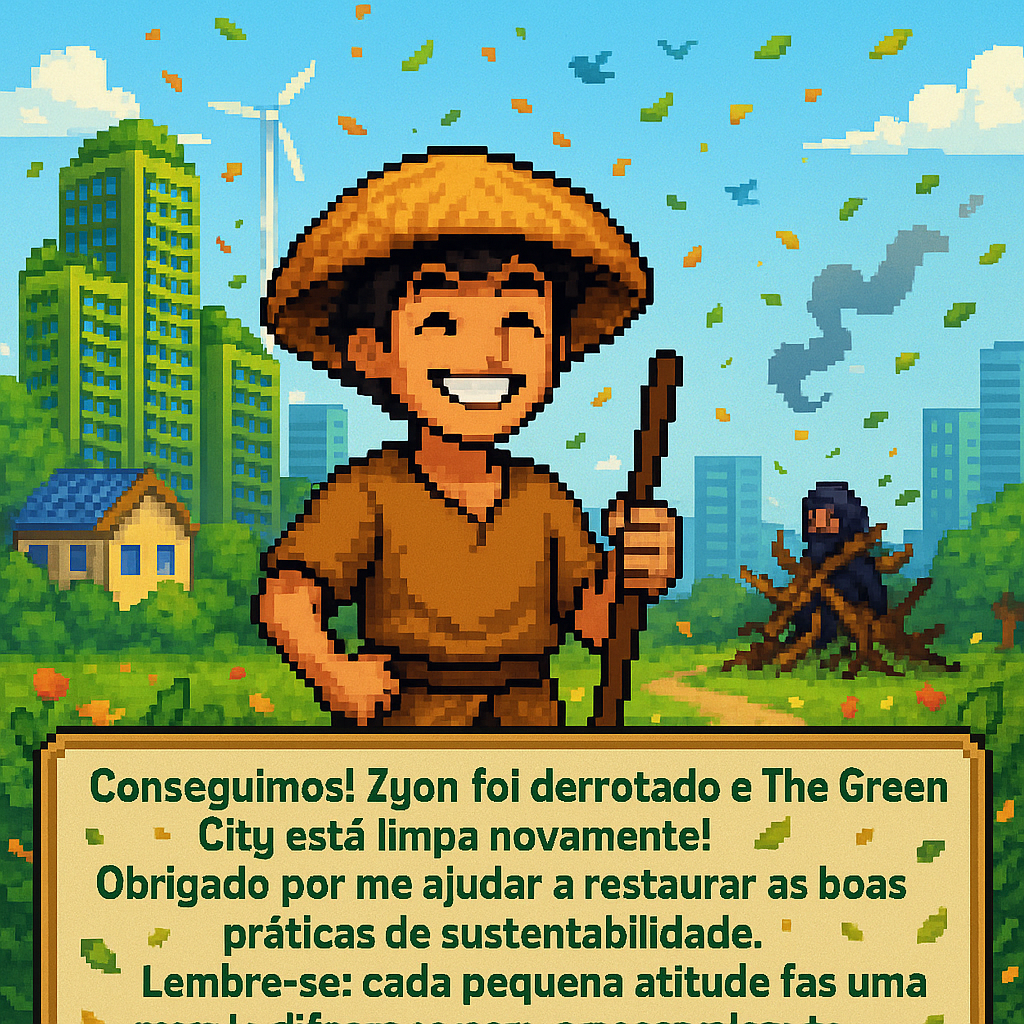 Conseguimos! Zyon foi derrotado e The Green
City está limpa novamente!
Obrigado por me ajudar a restaurar as boas
práticas de sustentabilidade.
Lembre-se: cada pequena atitude fas uma